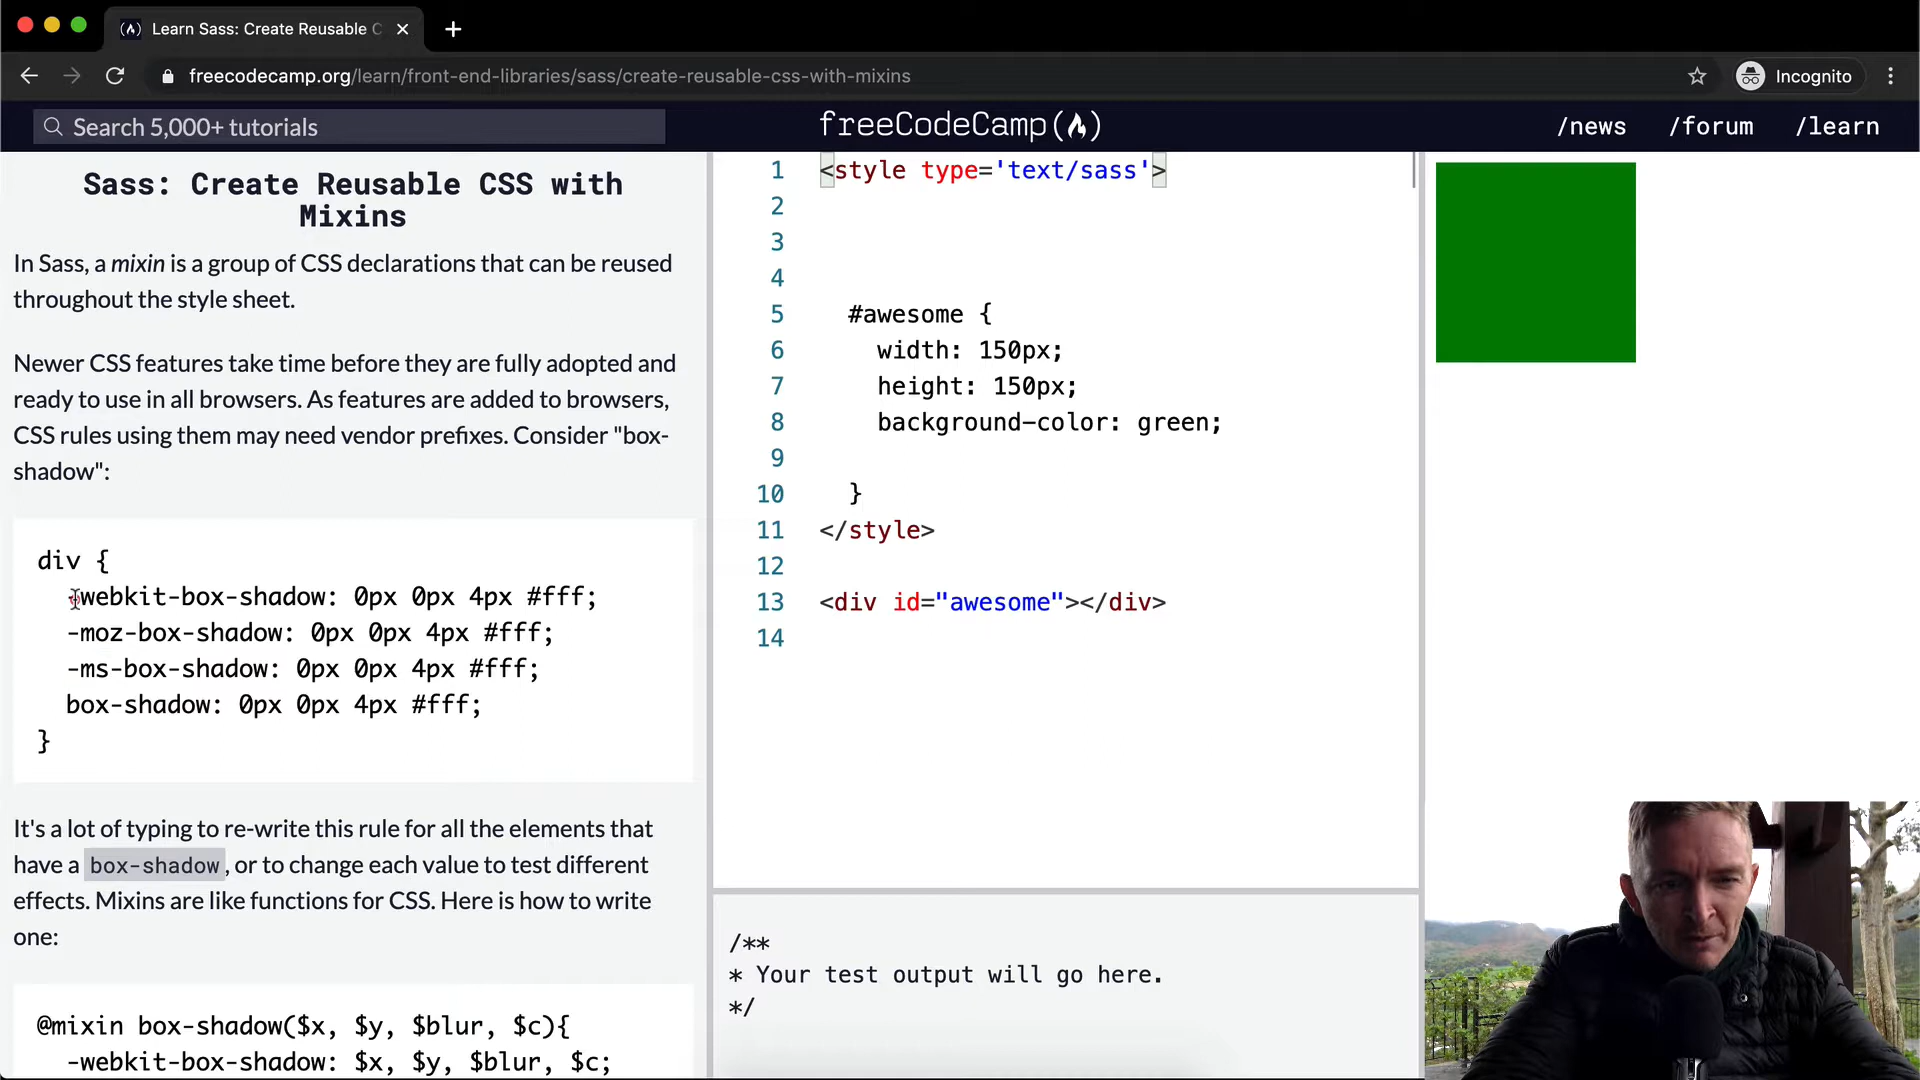 Learn Sass: Create Reusable C
freecodecamp.org/learn/front-end-libraries/sass/create-reusable-css-with-mixins
Incognito
Search 5,000+ tutorials
freeCodeCamp
/news
/forum
/learn
Sass: Create Reusable CSS with
Mixins
In Sass, a mixin is a group of CSS declarations that can be reused
throughout the style sheet.
Newer CSS features take time before they are fully adopted and
ready to use in all browsers. As features are added to browsers,
CSS rules using them may need vendor prefixes. Consider "box-
shadow":
div {
-webkit-box-shadow: 0px 0px 4px #fff;
-moz-box-shadow: 0px 0px 4px #fff;
-ms-box-shadow: 0px 0px 4px #fff;
box-shadow: 0px 0px 4px #fff;
}
It's a lot of typing to re-write this rule for all the elements that
have a box-shadow, or to change each value to test different
effects. Mixins are like functions for CSS. Here is how to write
one:
@mixin box-shadow($x, $y, $blur, $c){
-webkit-box-shadow: $x, $y, $blur, $c;
1 <style type='text/sass'>
2
3
4
5 #awesome {
6 width: 150px;
7 height: 150px;
8 background-color: green;
9
10 }
11 </style>
12
13 <div id="awesome"></div>
14
/**
* Your test output will go here.
*/